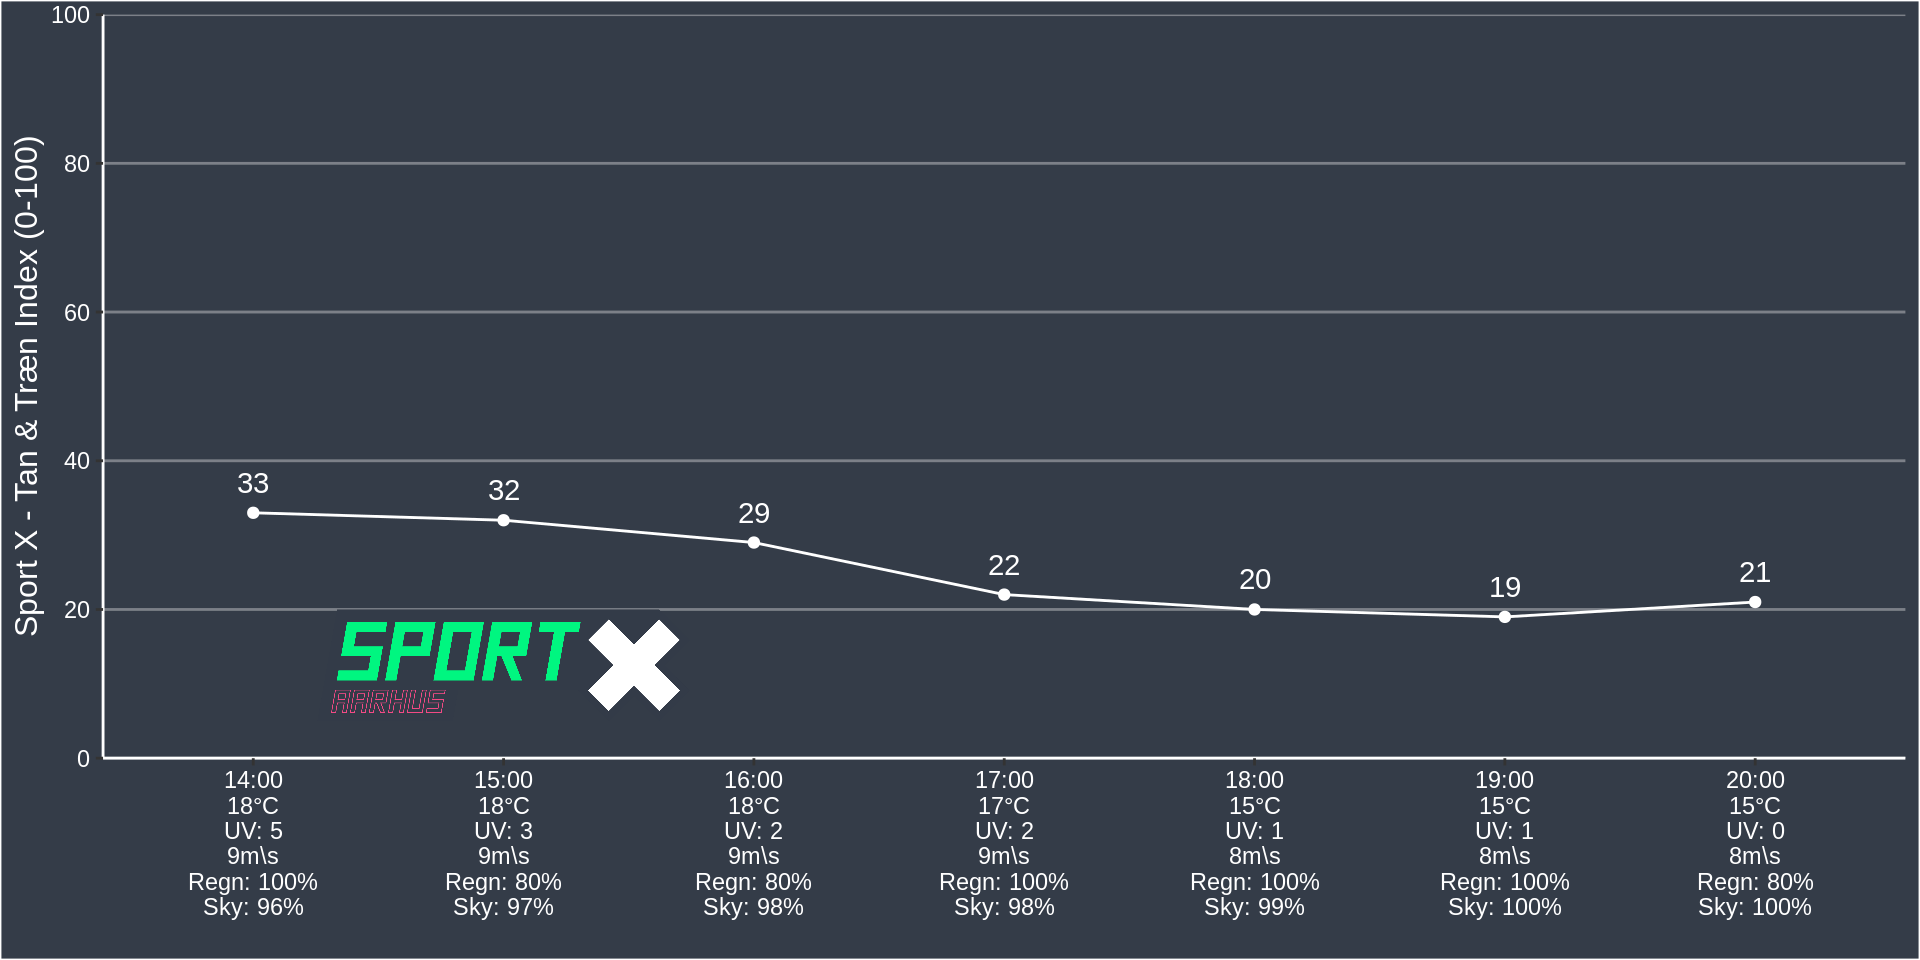 Sport X - Tan & Træn Index (0-100)
100
80
60
40
20
0
33
32
29
22
20
19
21
SPORT X
AARHUS
14:00 15:00 16:00 17:00 18:00 19:00 20:00
18°C 18°C 18°C 17°C 15°C 15°C 15°C
UV: 5 UV: 3 UV: 2 UV: 2 UV: 1 UV: 1 UV: 0
9m\s 9m\s 9m\s 9m\s 8m\s 8m\s 8m\s
Regn: 100% Regn: 80% Regn: 80% Regn: 100% Regn: 100% Regn: 100% Regn: 80%
Sky: 96% Sky: 97% Sky: 98% Sky: 98% Sky: 99% Sky: 100% Sky: 100%